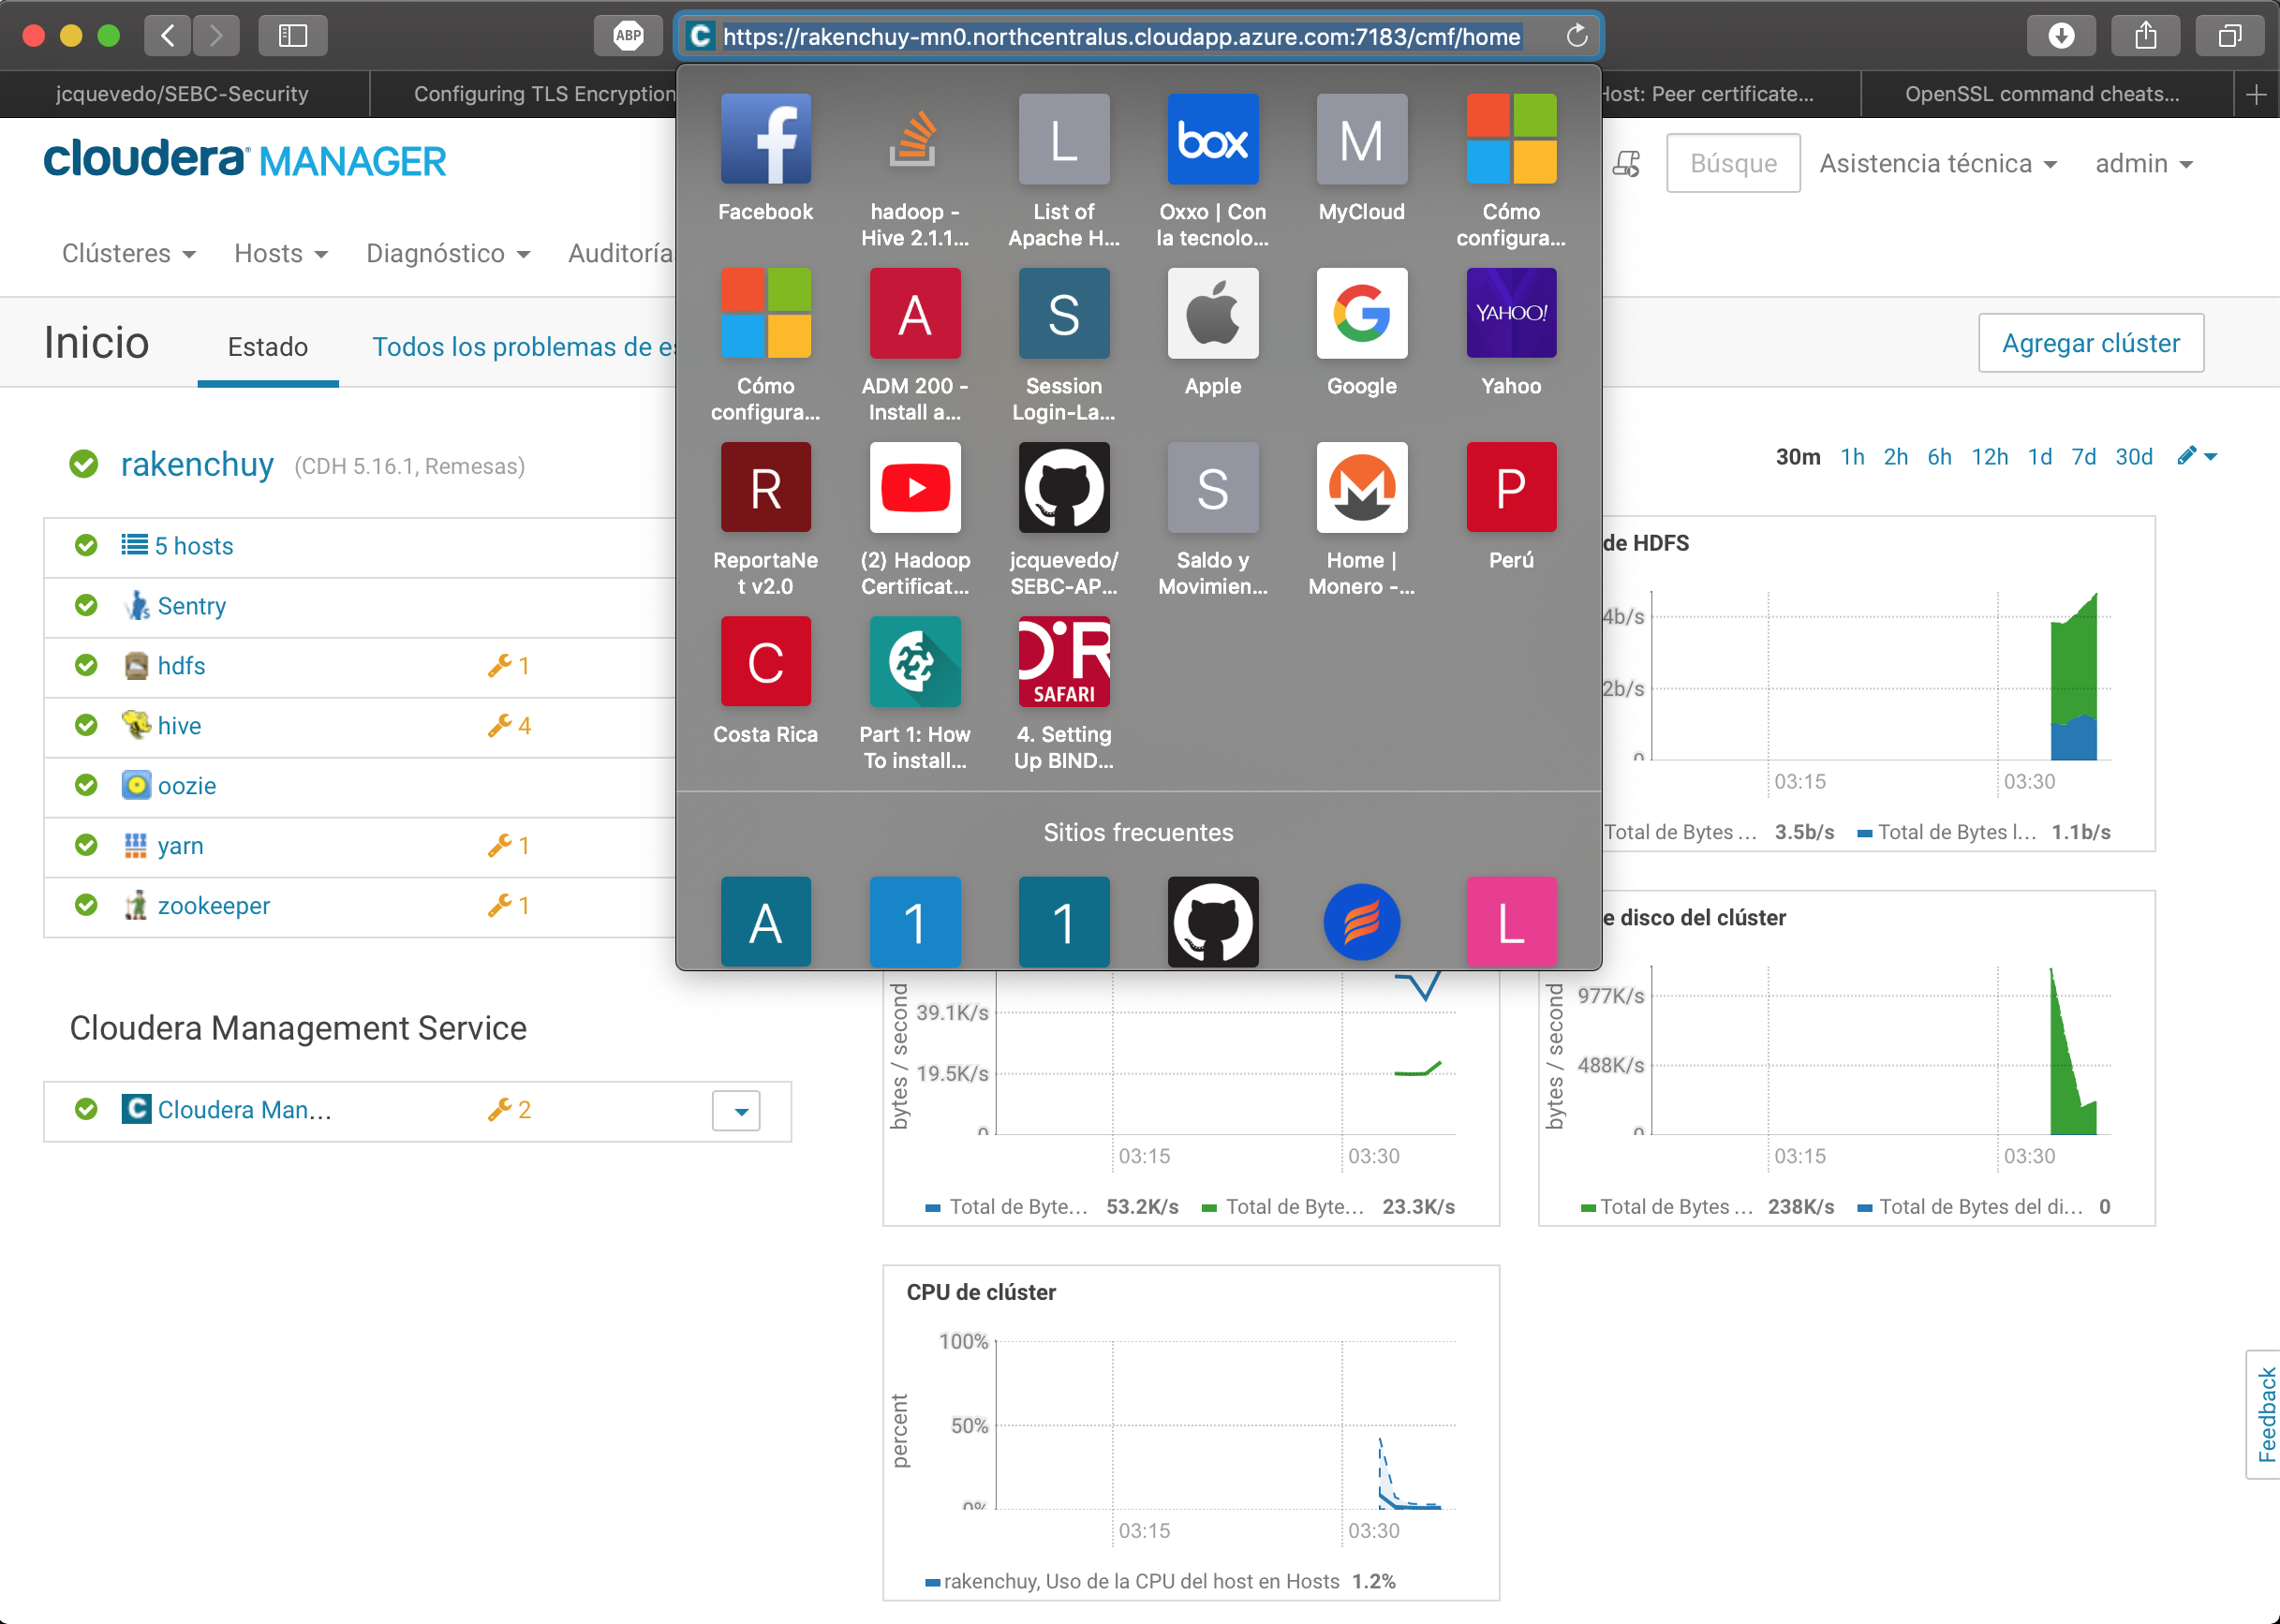 ABP
C https://rakenchuy-mn0.northcentralus.cloudapp.azure.com:7183/cmf/home
jcquevedo/SEBC-Security
Configuring TLS Encryption
Host: Peer certificate...
OpenSSL command cheats...
cloudera MANAGER
Búsque
Asistencia técnica
admin
Clústeres
Hosts
Diagnóstico
Auditorías
Inicio
Estado
Todos los problemas de es
Agregar clúster
Facebook
hadoop -
Hive 2.1.1...
L
List of
Apache H...
box
Oxxo | Con
la tecnolo...
M
MyCloud
Cómo
configura...
Cómo
configura...
A
ADM 200 -
Install a...
S
Session
Login-La...
Apple
G
Google
YAHOO!
Yahoo
R
ReportaNe
t v2.0
(2) Hadoop
Certificat...
jcquevedo/
SEBC-AP...
S
Saldo y
Movimien...
Home |
Monero -...
P
Perú
C
Costa Rica
Part 1: How
To install...
O'R
SAFARI
4. Setting
Up BIND...
Sitios frecuentes
A
1
1
L
rakenchuy (CDH 5.16.1, Remesas)
5 hosts
Sentry
hdfs 1
hive 4
oozie
yarn 1
zookeeper 1
Cloudera Management Service
C Cloudera Man... 2
30m 1h 2h 6h 12h 1d 7d 30d
de HDFS
4b/s
2b/s
0
03:15
03:30
Total de Bytes ... 3.5b/s Total de Bytes l... 1.1b/s
bytes / second
39.1K/s
19.5K/s
0
03:15
03:30
Total de Byte... 53.2K/s Total de Byte... 23.3K/s
e disco del clúster
bytes / second
977K/s
488K/s
0
03:15
03:30
Total de Bytes ... 238K/s Total de Bytes del di... 0
CPU de clúster
percent
100%
50%
0%
03:15
03:30
rakenchuy, Uso de la CPU del host en Hosts 1.2%
Feedback